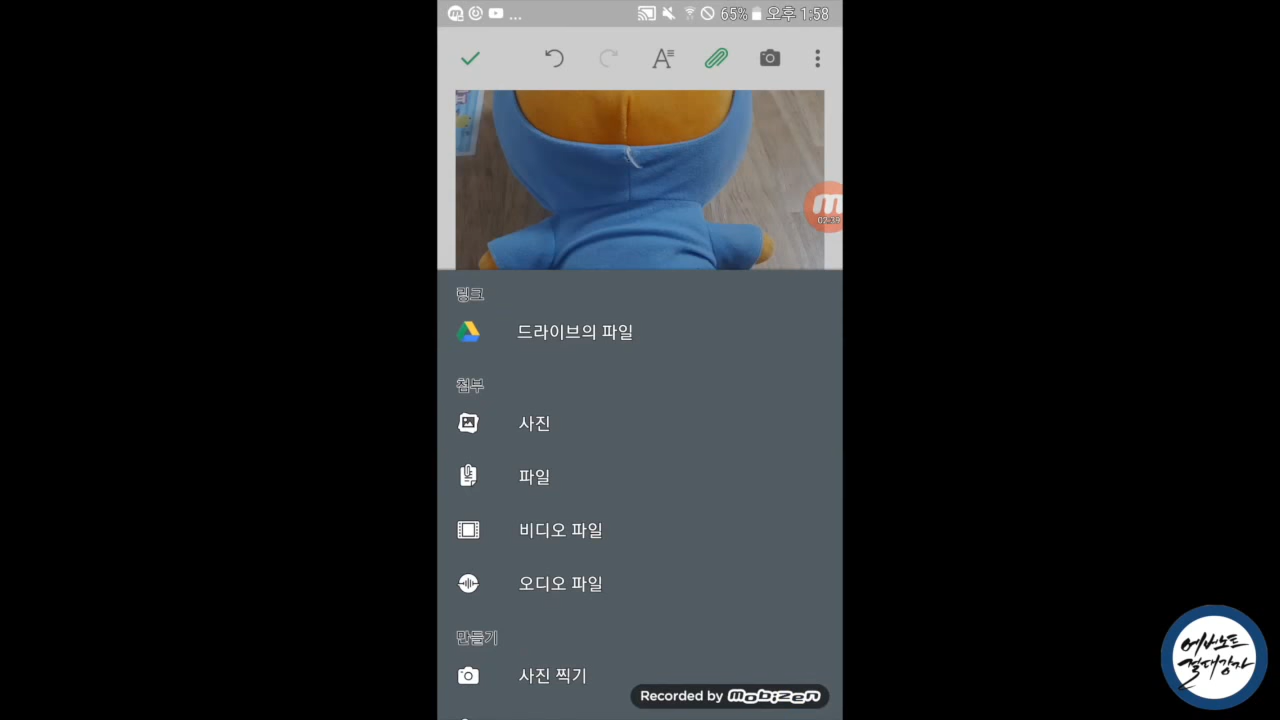 ... 65% 오후 1:58
02:39
링크
드라이브의 파일
첨부
사진
파일
비디오 파일
오디오 파일
만들기
사진 찍기
Recorded by mobizen
에버노트
절대강자